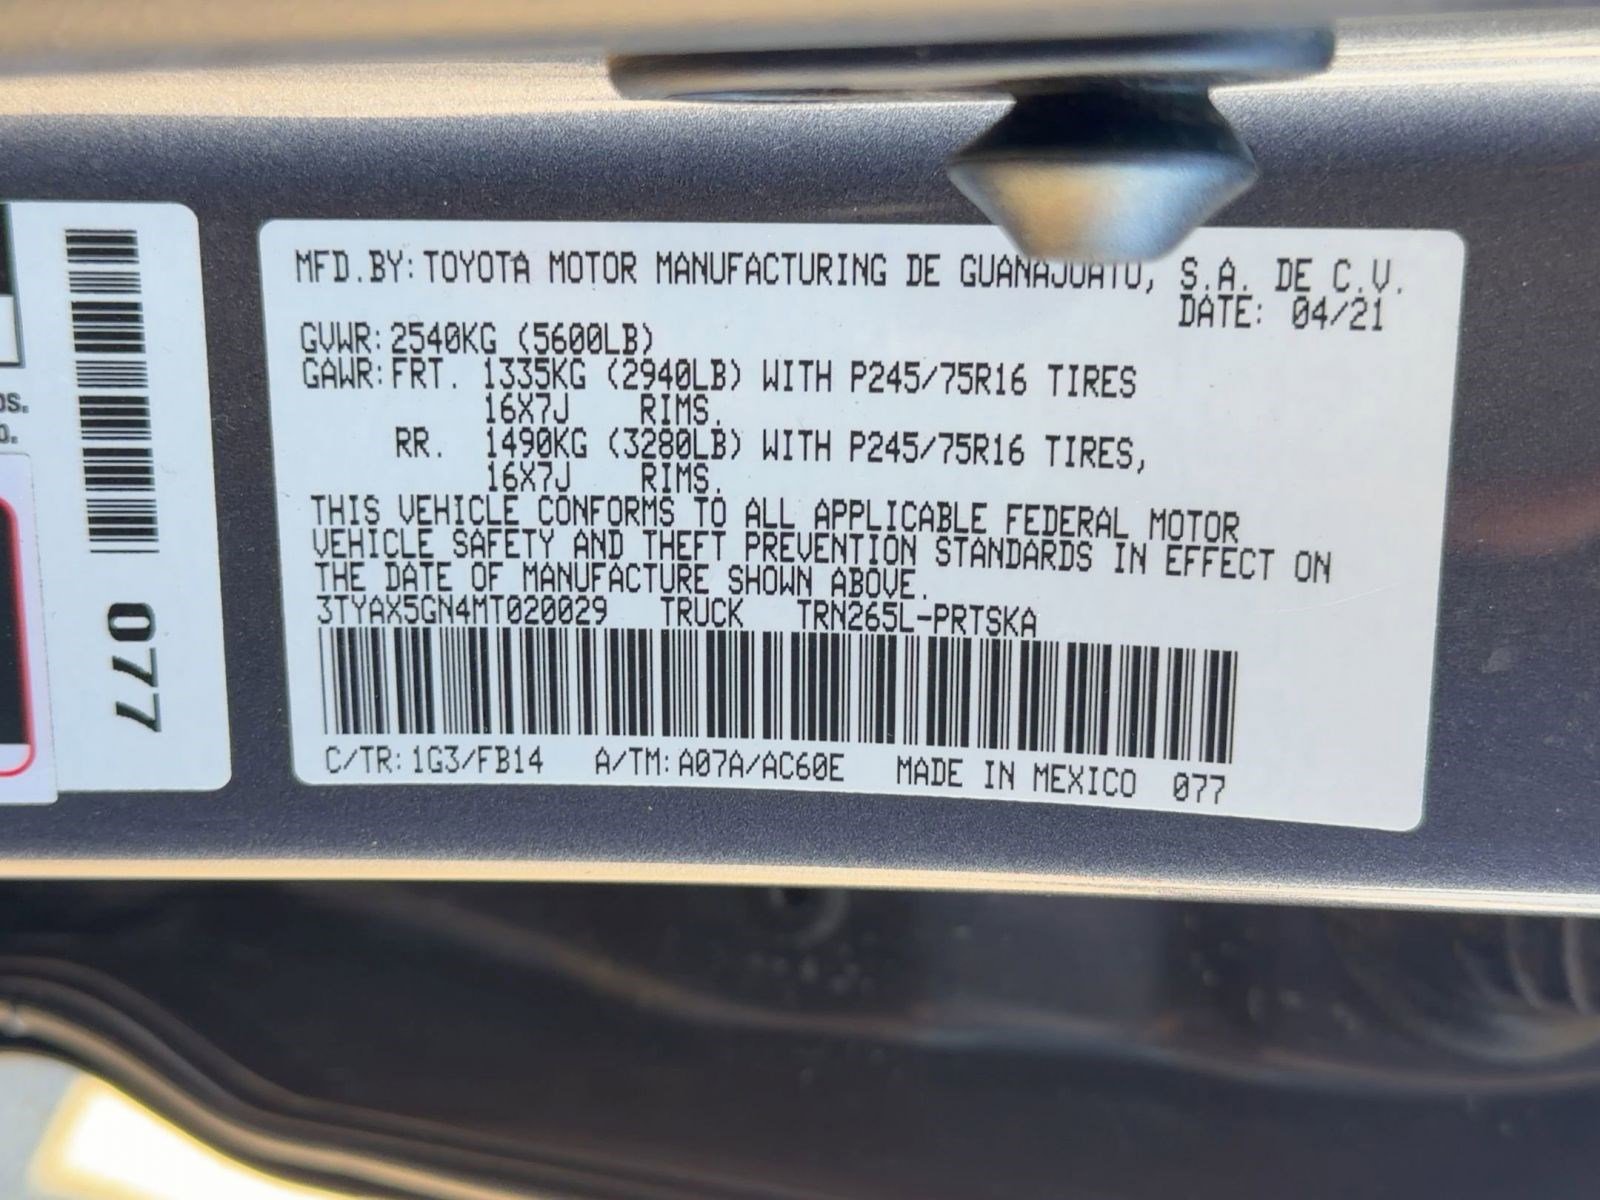 MFD.BY: TOYOTA MOTOR MANUFACTURING DE GUANAJUATO, S.A. DE C.V.
DATE: 04/21
GVWR: 2540KG (5600LB)
GAWR: FRT. 1335KG (2940LB) WITH P245/75R16 TIRES
16X7J RIMS.
RR. 1490KG (3280LB) WITH P245/75R16 TIRES,
16X7J RIMS.
THIS VEHICLE CONFORMS TO ALL APPLICABLE FEDERAL MOTOR
VEHICLE SAFETY AND THEFT PREVENTION STANDARDS IN EFFECT ON
THE DATE OF MANUFACTURE SHOWN ABOVE.
3TYAX5GN4MT020029 TRUCK TRN265L-PRTSKA
C/TR: 1G3/FB14 A/TM: A07A/AC60E MADE IN MEXICO 077
077